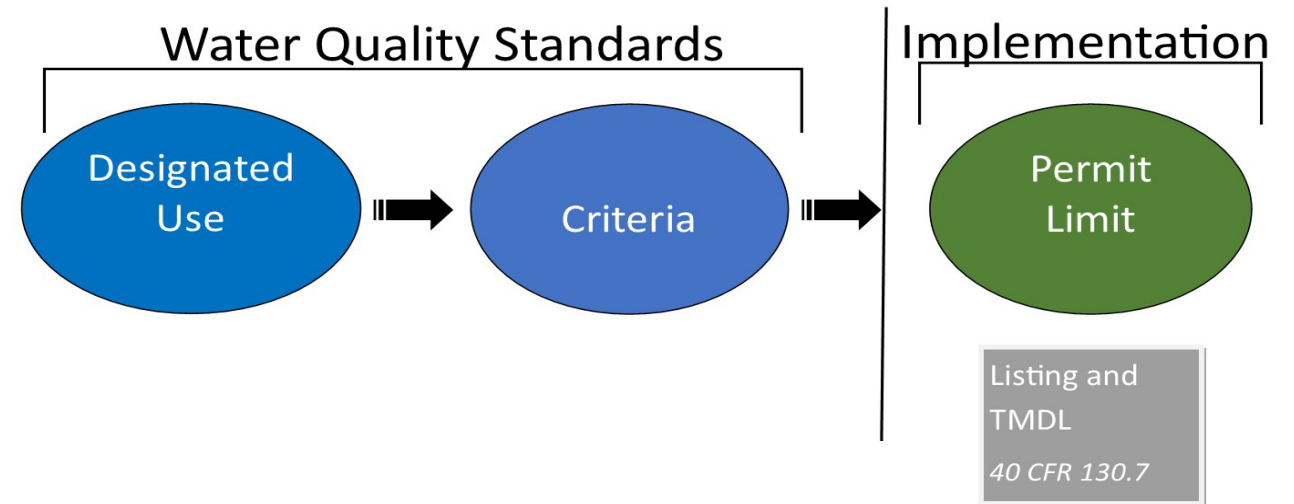 Water Quality Standards
Implementation
Designated
Use
Criteria
Permit
Limit
Listing and
TMDL
40 CFR 130.7